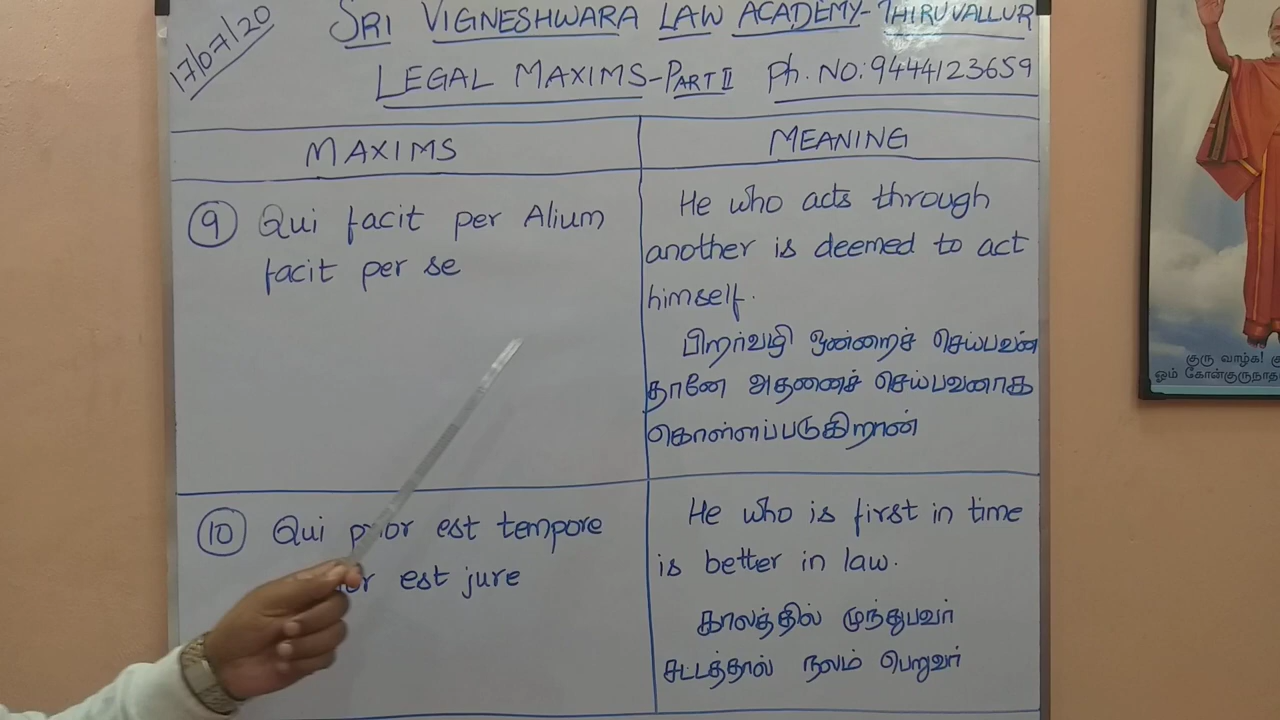 17/07/20
SRI VIGNESHWARA LAW ACADEMY-THIRUVALLUR
LEGAL MAXIMS-PART II Ph. NO:9444123659
MAXIMS
MEANING
9 Qui facit per Alium
facit per se
He who acts through
another is deemed to act
himself.
பிறர்வழி ஒன்றைச் செய்பவன்
தானே அதனைச் செய்பவனாக
கொள்ளப்படுகிறான்
10 Qui prior est tempore
est jure
He who is first in time
is better in law.
காலத்தில் முந்துபவர்
சட்டத்தால் நலம் பெறுவர்
குரு வாழ்க!
ஓம் கோள்குருநாத